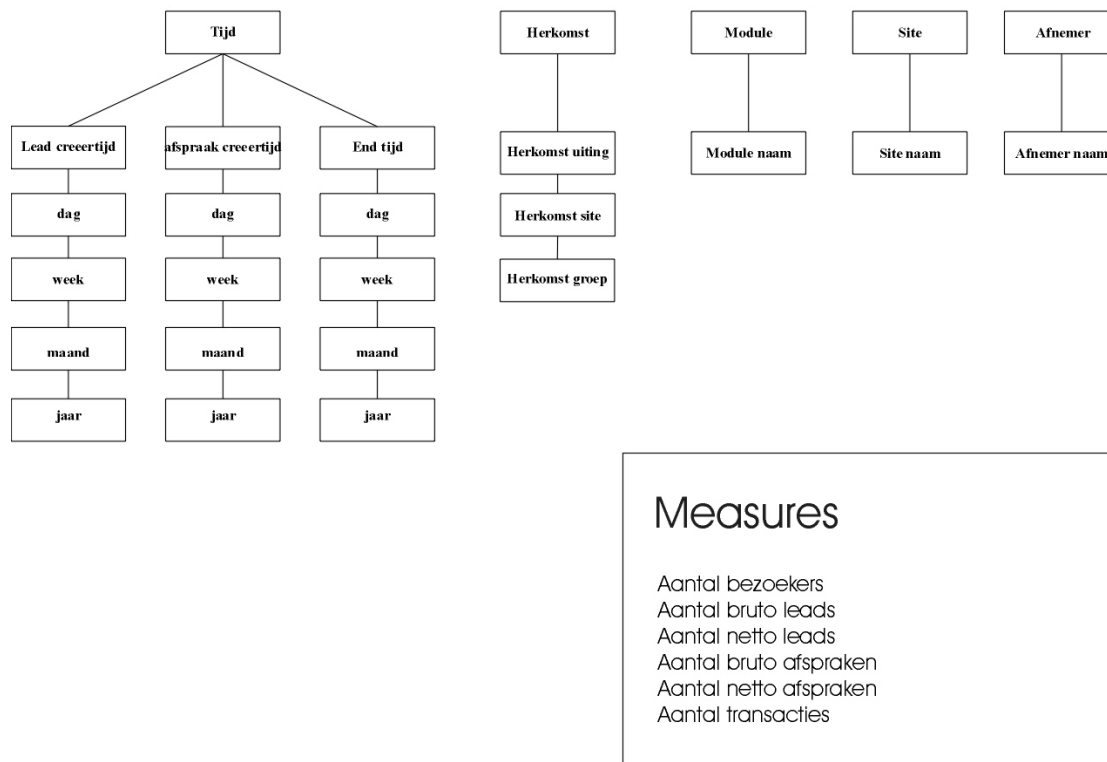 Tijd
Herkomst
Module
Site
Afnemer
Lead creeertijd
afspraak creeertijd
End tijd
Herkomst uiting
Module naam
Site naam
Afnemer naam
dag
dag
dag
Herkomst site
week
week
week
Herkomst groep
maand
maand
maand
jaar
jaar
jaar
Measures
Aantal bezoekers
Aantal bruto leads
Aantal netto leads
Aantal bruto afspraken
Aantal netto afspraken
Aantal transacties